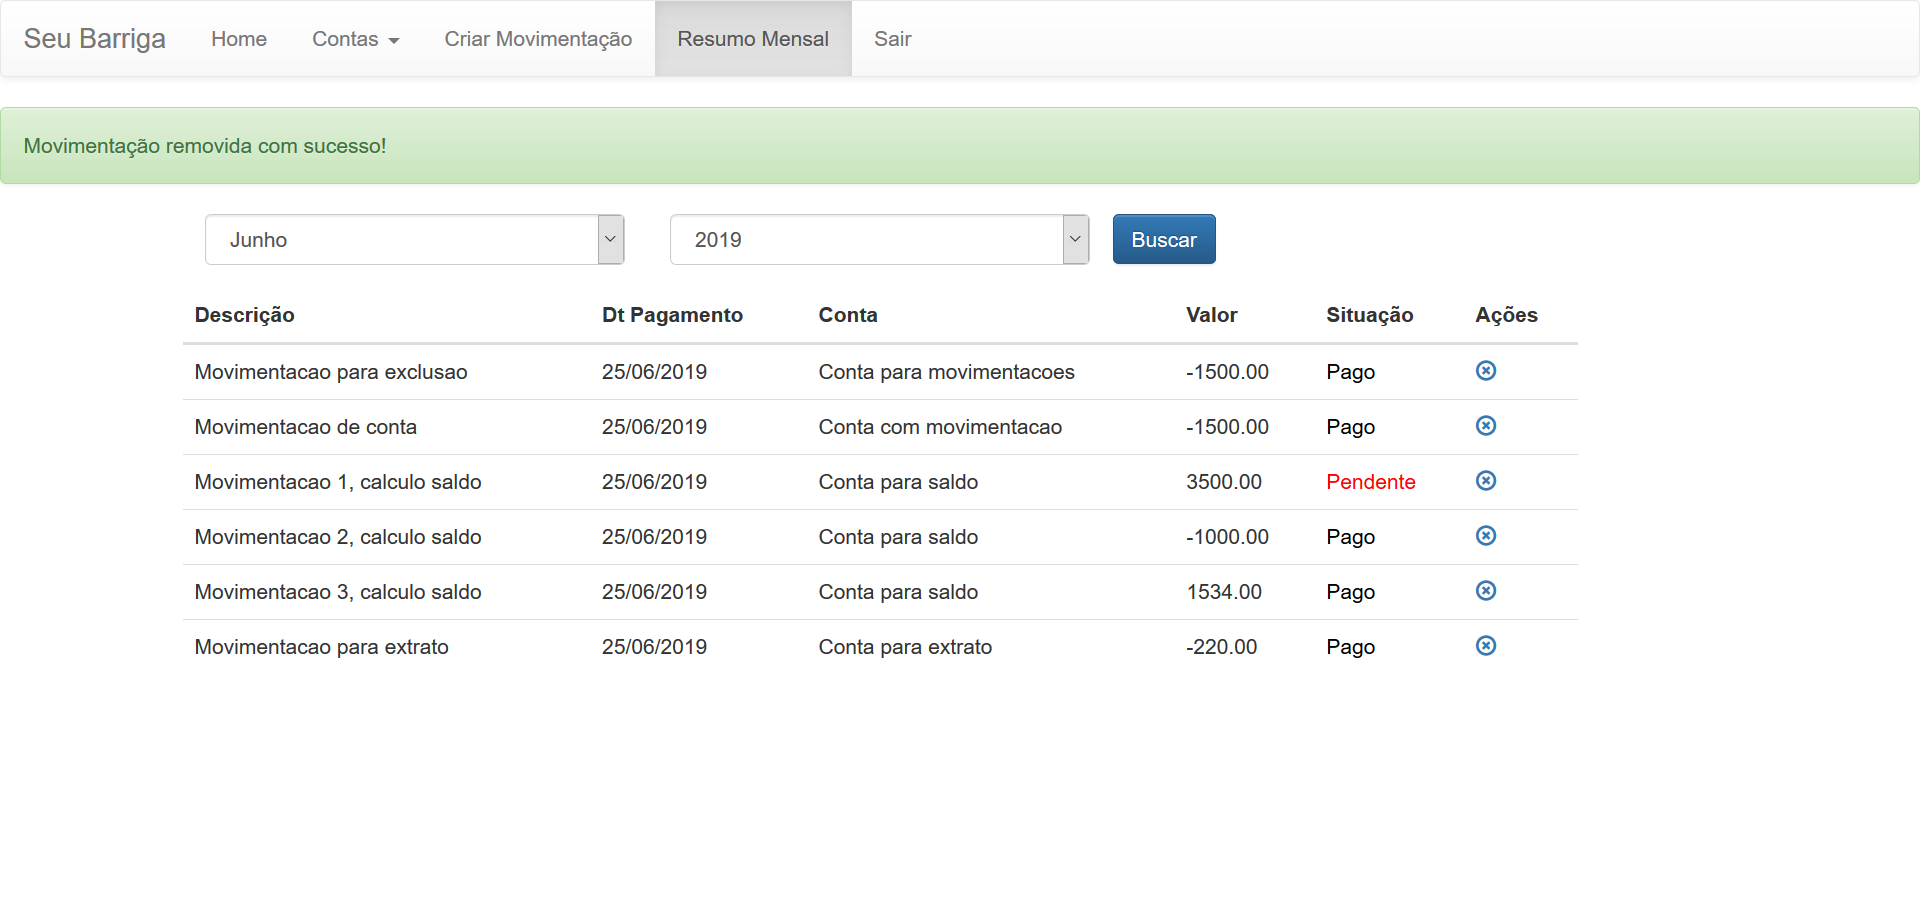 Seu Barriga Home Contas Criar Movimentação Resumo Mensal Sair
Movimentação removida com sucesso!
Junho 2019 Buscar
Descrição Dt Pagamento Conta Valor Situação Ações
Movimentacao para exclusao 25/06/2019 Conta para movimentacoes -1500.00 Pago
Movimentacao de conta 25/06/2019 Conta com movimentacao -1500.00 Pago
Movimentacao 1, calculo saldo 25/06/2019 Conta para saldo 3500.00 Pendente
Movimentacao 2, calculo saldo 25/06/2019 Conta para saldo -1000.00 Pago
Movimentacao 3, calculo saldo 25/06/2019 Conta para saldo 1534.00 Pago
Movimentacao para extrato 25/06/2019 Conta para extrato -220.00 Pago